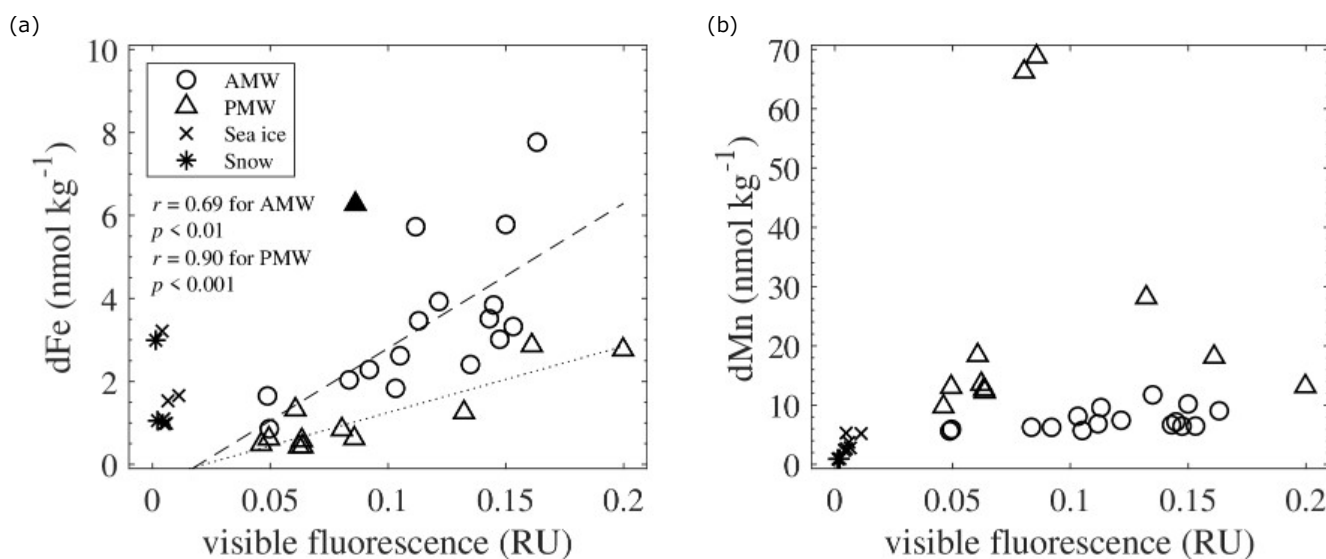 (a)
10
8
6
4
2
0
dFe (nmol kg⁻¹)
AMW
PMW
Sea ice
Snow
r = 0.69 for AMW
p < 0.01
r = 0.90 for PMW
p < 0.001
0 0.05 0.1 0.15 0.2
visible fluorescence (RU)
(b)
70
60
50
40
30
20
10
0
dMn (nmol kg⁻¹)
0 0.05 0.1 0.15 0.2
visible fluorescence (RU)